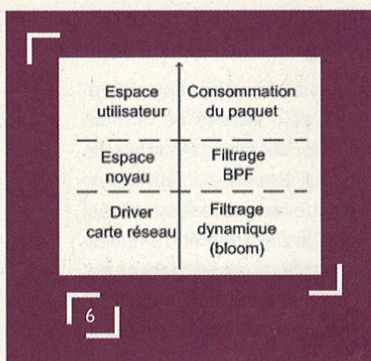 Espace
utilisateur
Consommation
du paquet
Espace
noyau
Filtrage
BPF
Driver
carte réseau
Filtrage
dynamique
(bloom)
6